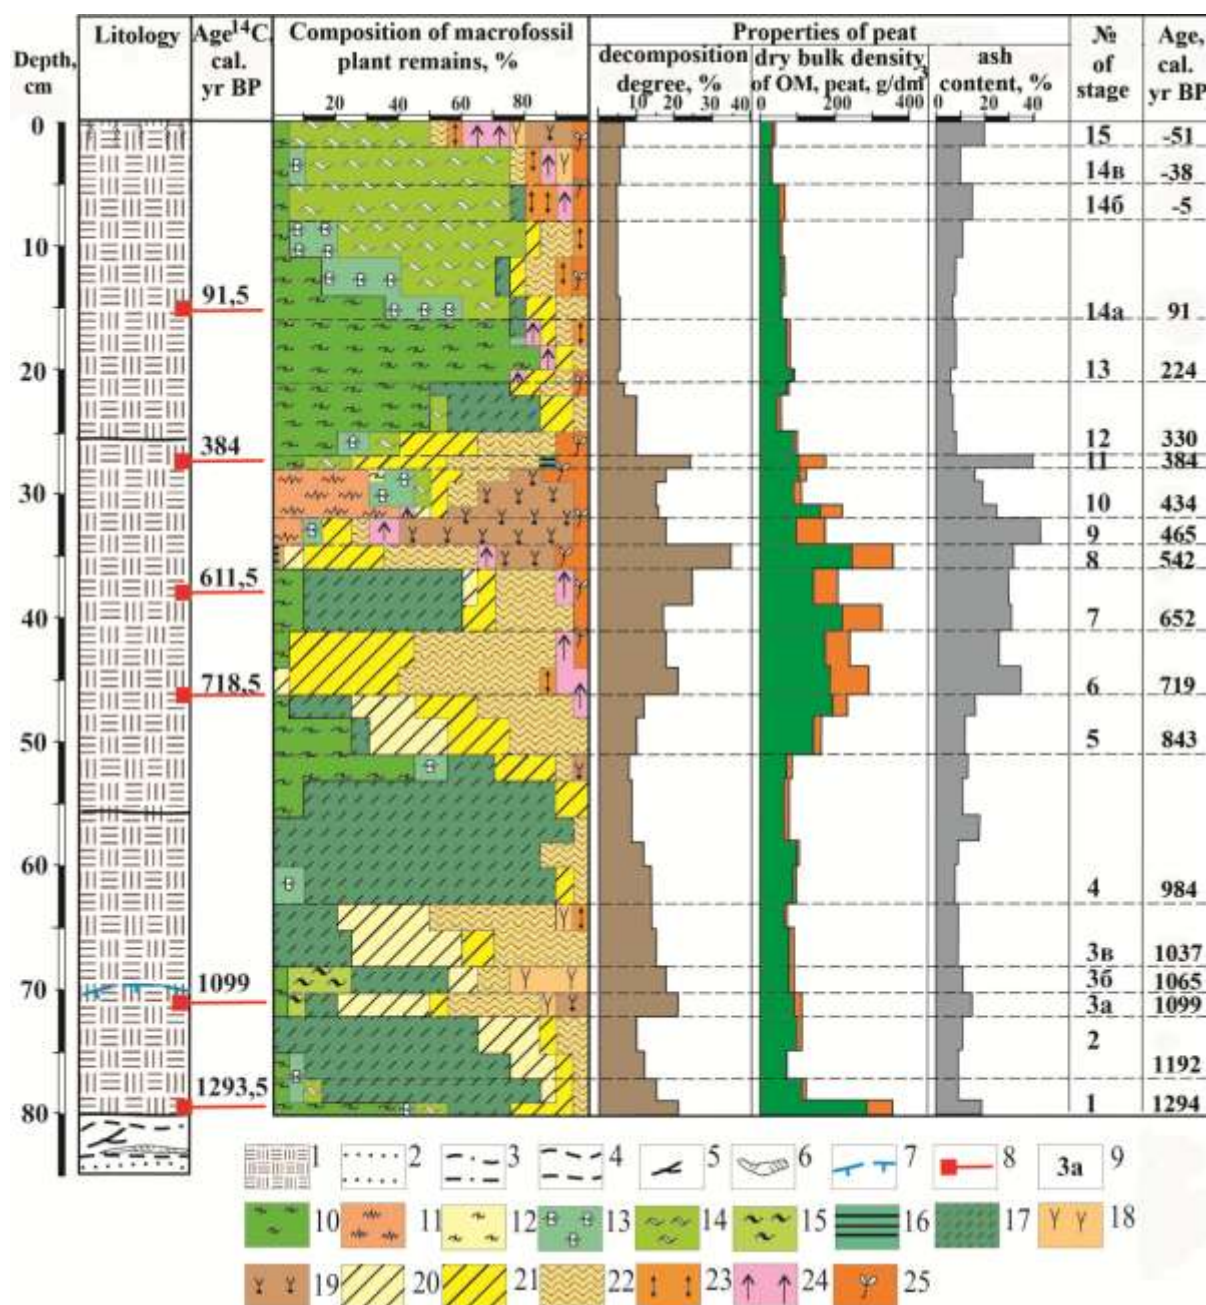 Depth,
cm
Litology
Age¹⁴C,
cal.
yr BP
Composition of macrofossil
plant remains, %
20 40 60 80
Properties of peat
decomposition
degree, %
0 10 20 30 40
dry bulk density
of OM, peat, g/dm³
0 200 400
ash
content, %
0 20 40
№
of
stage
Age,
cal.
yr BP
0
15 -51
14в -38
14б -5
10
91,5
14а 91
20
13 224
384
12 330
11 384
30
10 434
9 465
8 542
611,5
40
7 652
718,5
6 719
50
5 843
60
4 984
3в 1037
1099
3б 1065
70
3а 1099
2
1192
1293,5
80
1 1294
1 2 3 4 5 6 7 8 3а 9
10 11 12 13 14 15 16 17 18
19 20 21 22 23 24 25